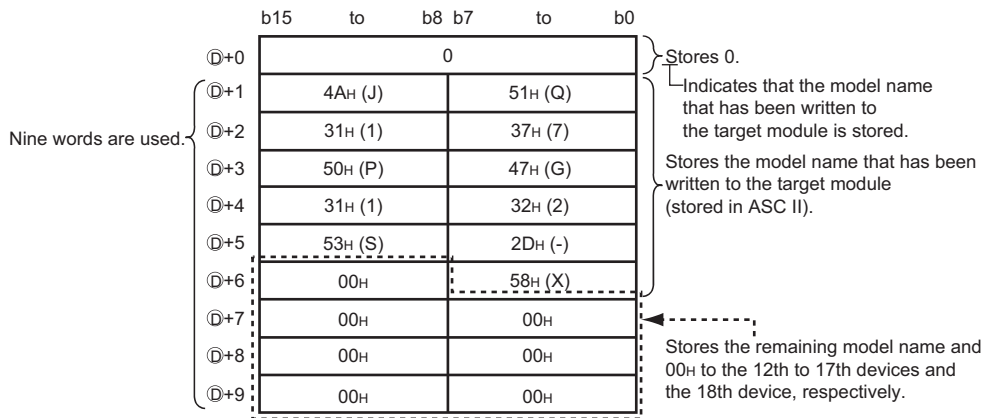 b15 to b8 b7 to b0
Ⓓ+0 0 Stores 0.
Ⓓ+1 4AH (J) 51H (Q) Indicates that the model name
that has been written to
the target module is stored.
Ⓓ+2 31H (1) 37H (7)
Nine words are used.
Ⓓ+3 50H (P) 47H (G)
Stores the model name that has been
written to the target module
(stored in ASC II).
Ⓓ+4 31H (1) 32H (2)
Ⓓ+5 53H (S) 2DH (-)
Ⓓ+6 00H 58H (X)
Ⓓ+7 00H 00H
Ⓓ+8 00H 00H
Ⓓ+9 00H 00H
Stores the remaining model name and
00H to the 12th to 17th devices and
the 18th device, respectively.